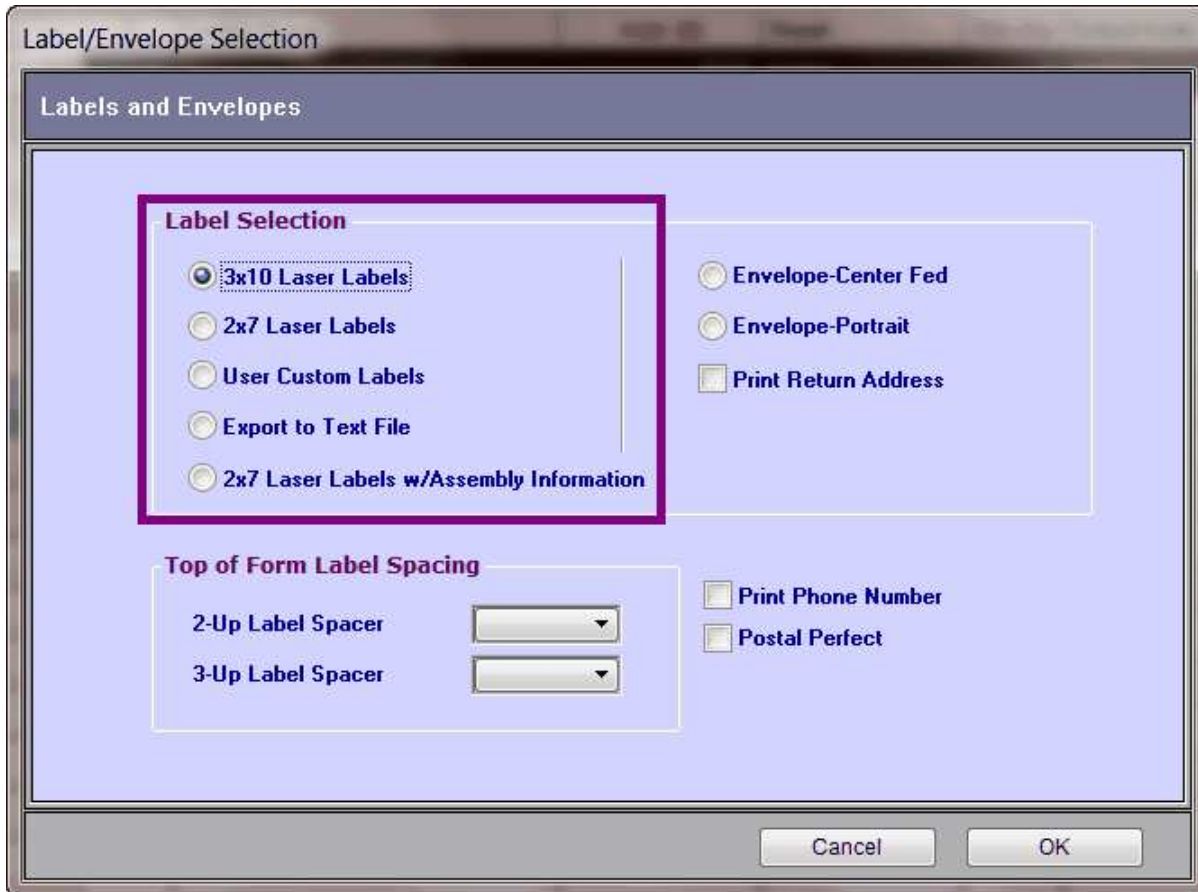 Label/Envelope Selection
Labels and Envelopes
Label Selection
3x10 Laser Labels
2x7 Laser Labels
User Custom Labels
Export to Text File
2x7 Laser Labels w/Assembly Information
Envelope-Center Fed
Envelope-Portrait
Print Return Address
Top of Form Label Spacing
2-Up Label Spacer
3-Up Label Spacer
Print Phone Number
Postal Perfect
Cancel
OK